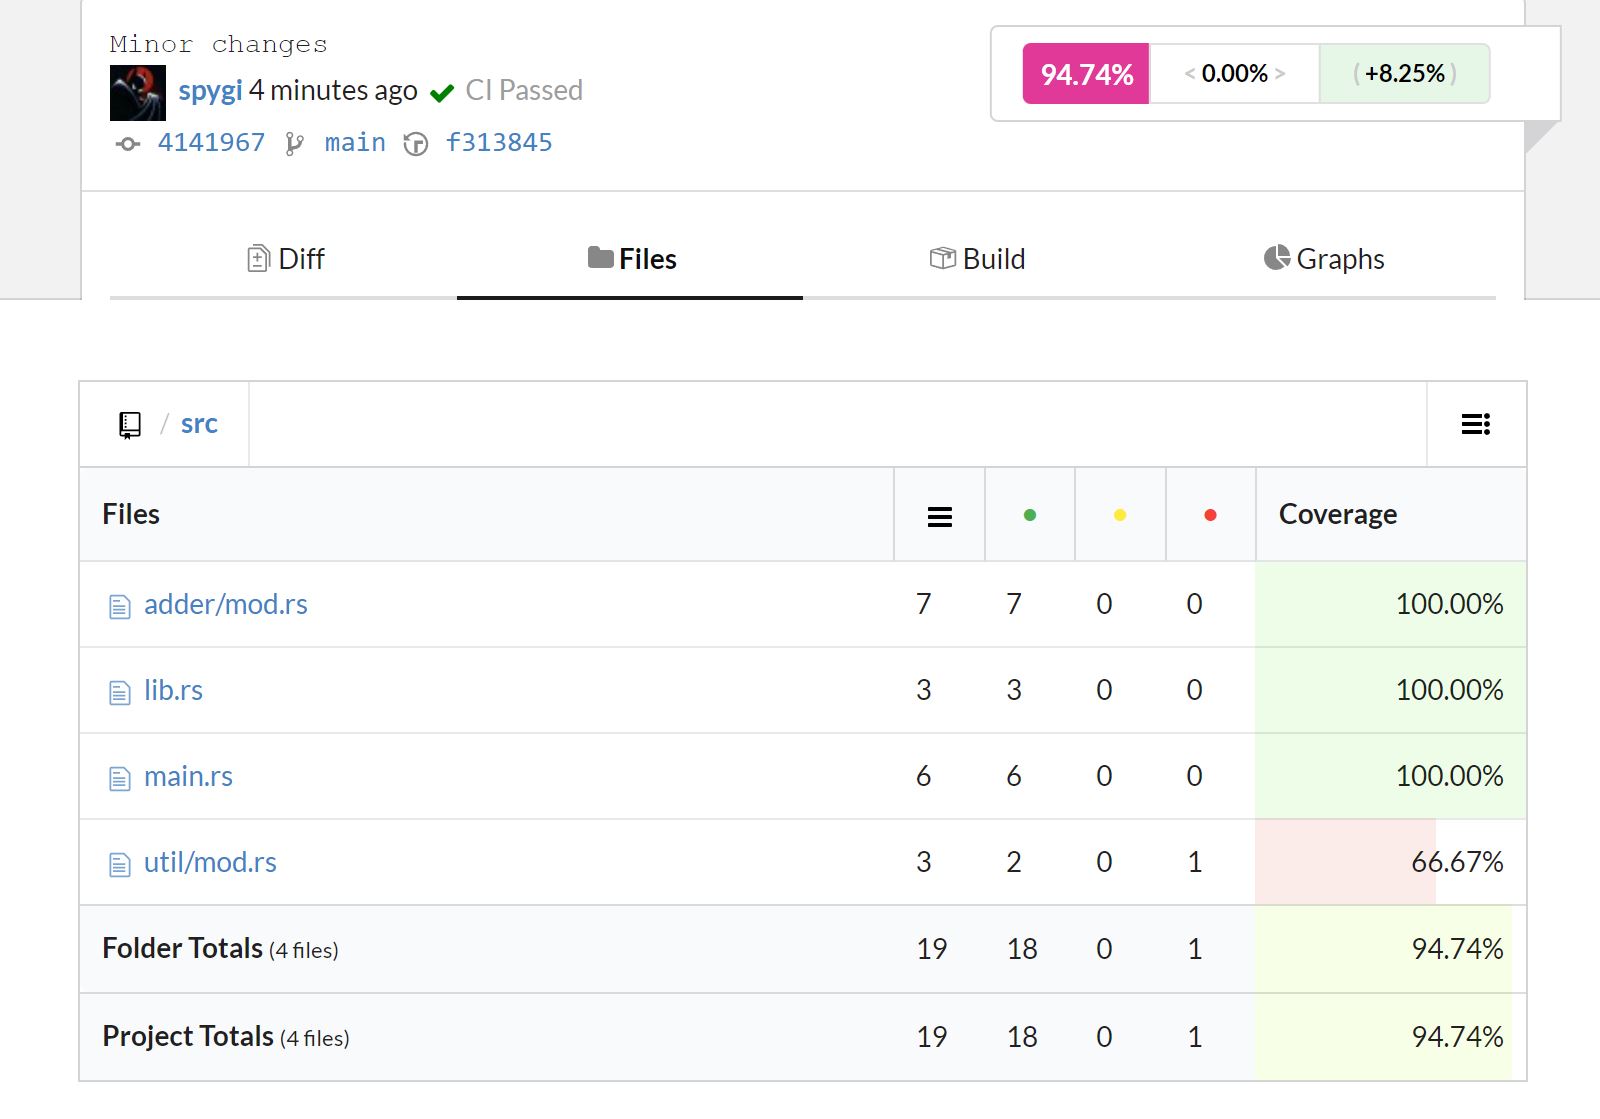 Minor changes
spygi 4 minutes ago CI Passed
4141967 main f313845
94.74% < 0.00% > ( +8.25% )
Diff Files Build Graphs
/ src
Files Coverage
adder/mod.rs 7 7 0 0 100.00%
lib.rs 3 3 0 0 100.00%
main.rs 6 6 0 0 100.00%
util/mod.rs 3 2 0 1 66.67%
Folder Totals (4 files) 19 18 0 1 94.74%
Project Totals (4 files) 19 18 0 1 94.74%